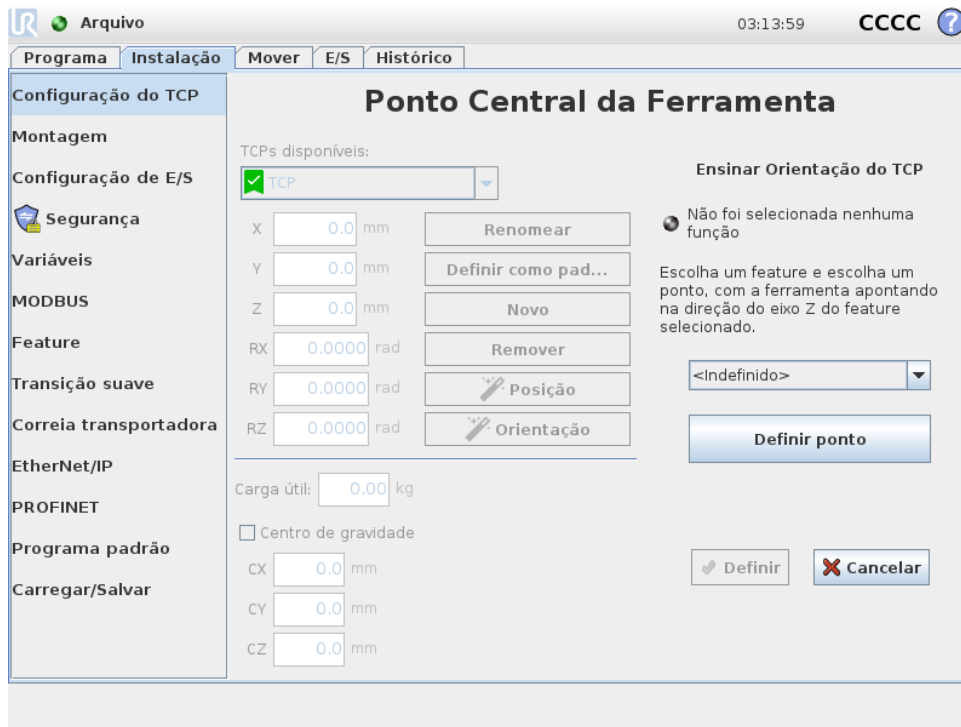 UR
Arquivo
03:13:59
CCCC
?
Programa
Instalação
Mover
E/S
Histórico
Configuração do TCP
Montagem
Configuração de E/S
Segurança
Variáveis
MODBUS
Feature
Transição suave
Correia transportadora
EtherNet/IP
PROFINET
Programa padrão
Carregar/Salvar
Ponto Central da Ferramenta
TCPs disponíveis:
TCP
X 0.0 mm
Renomear
Y 0.0 mm
Definir como pad...
Z 0.0 mm
Novo
RX 0.0000 rad
Remover
RY 0.0000 rad
Posição
RZ 0.0000 rad
Orientação
Carga útil: 0.00 kg
Centro de gravidade
CX 0.0 mm
CY 0.0 mm
CZ 0.0 mm
Ensinar Orientação do TCP
Não foi selecionada nenhuma
função
Escolha um feature e escolha um
ponto, com a ferramenta apontando
na direção do eixo Z do feature
selecionado.
<Indefinido>
Definir ponto
Definir
Cancelar